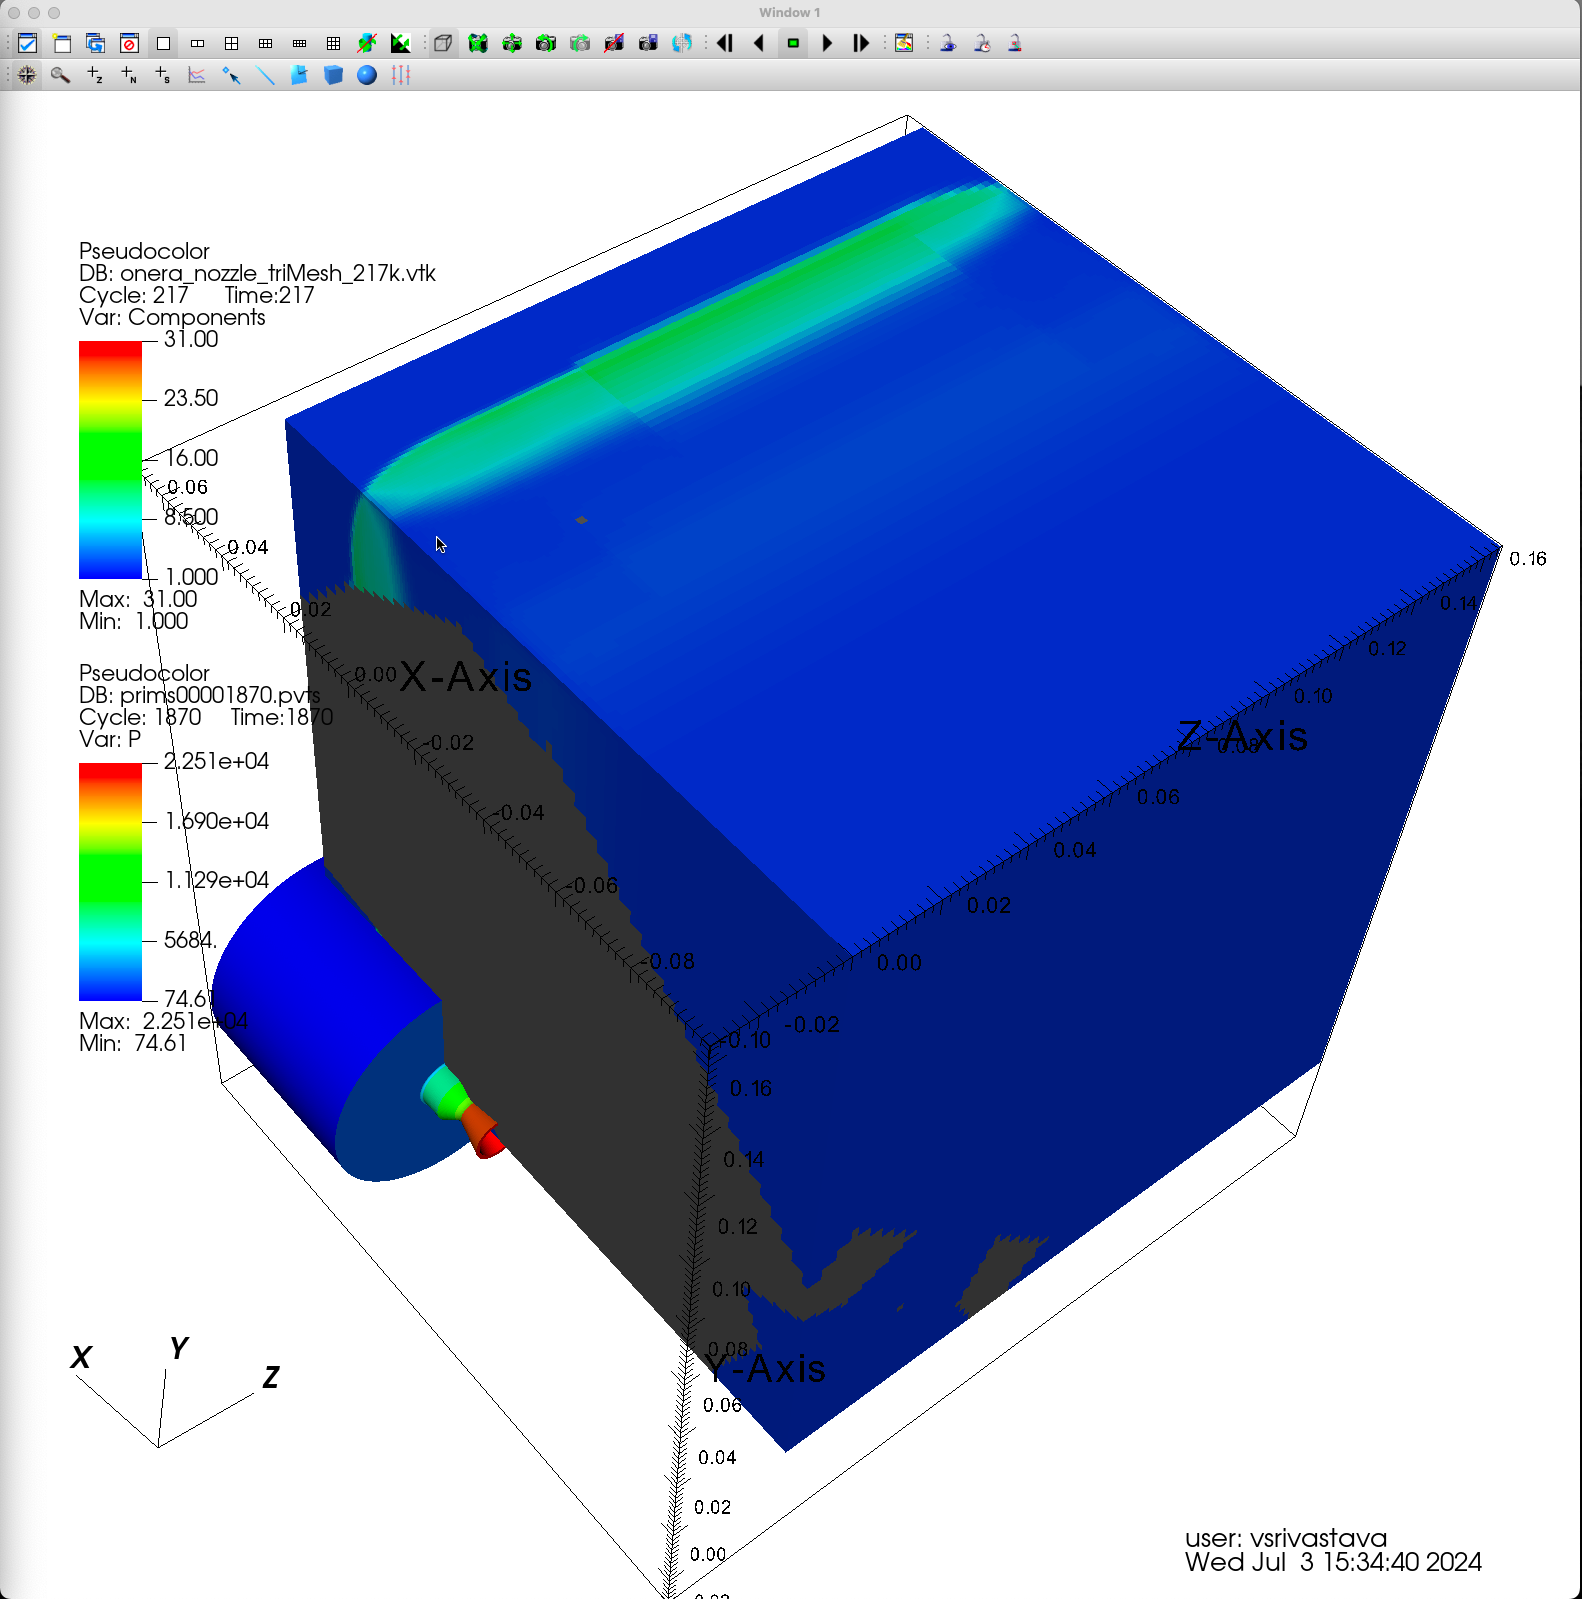 Window 1
Pseudocolor
DB: onera_nozzle_triMesh_217k.vtk
Cycle: 217 Time:217
Var: Components
31.00
23.50
16.00
8.500
1.000
Max: 31.00
Min: 1.000
Pseudocolor
DB: prims00001870.pvts
Cycle: 1870 Time:1870
Var: P
2.251e+04
1.690e+04
1.129e+04
5684.
74.61
Max: 2.251e+04
Min: 74.61
0.06
0.04
0.02
0.00
X-Axis
-0.02
-0.04
-0.06
-0.08
-0.10
0.16
0.14
0.12
0.10
Z-Axis
0.08
0.06
0.04
0.02
0.00
-0.02
0.16
0.14
0.12
0.10
0.08
Y-Axis
0.06
0.04
0.02
0.00
X
Y
Z
user: vsrivastava
Wed Jul 3 15:34:40 2024